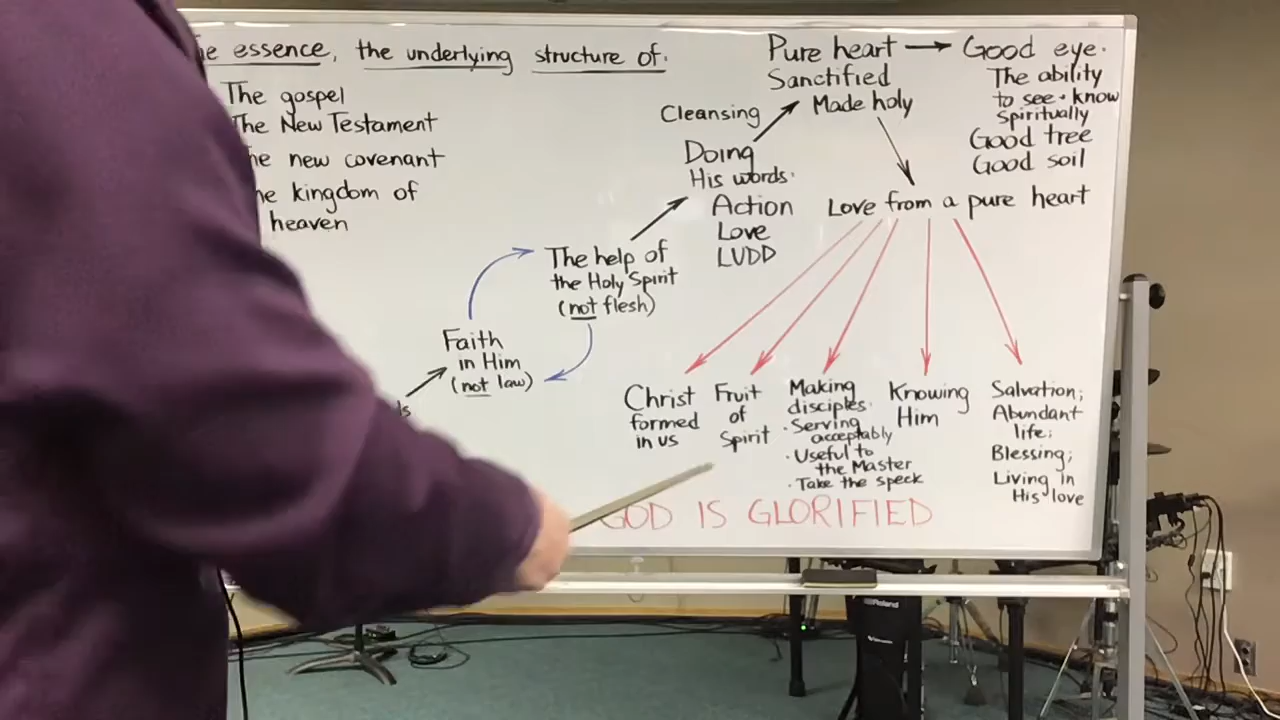 essence, the underlying structure of:
The gospel
The New Testament
new covenant
kingdom of
heaven
Faith
in Him
(not law)
The help of
the Holy Spirit
(not flesh)
Cleansing
Doing
His words.
Action
Love
LUDD
Pure heart → Good eye.
Sanctified
Made holy
The ability
to see + know
spiritually
Good tree
Good soil
Love from a pure heart
Christ
formed
in us
Fruit
of
Spirit
Making
disciples.
· Serving
acceptably
· Useful to
the Master
· Take the speck
Knowing
Him
Salvation;
Abundant
life;
Blessing;
Living in
His love
GOD IS GLORIFIED
Roland